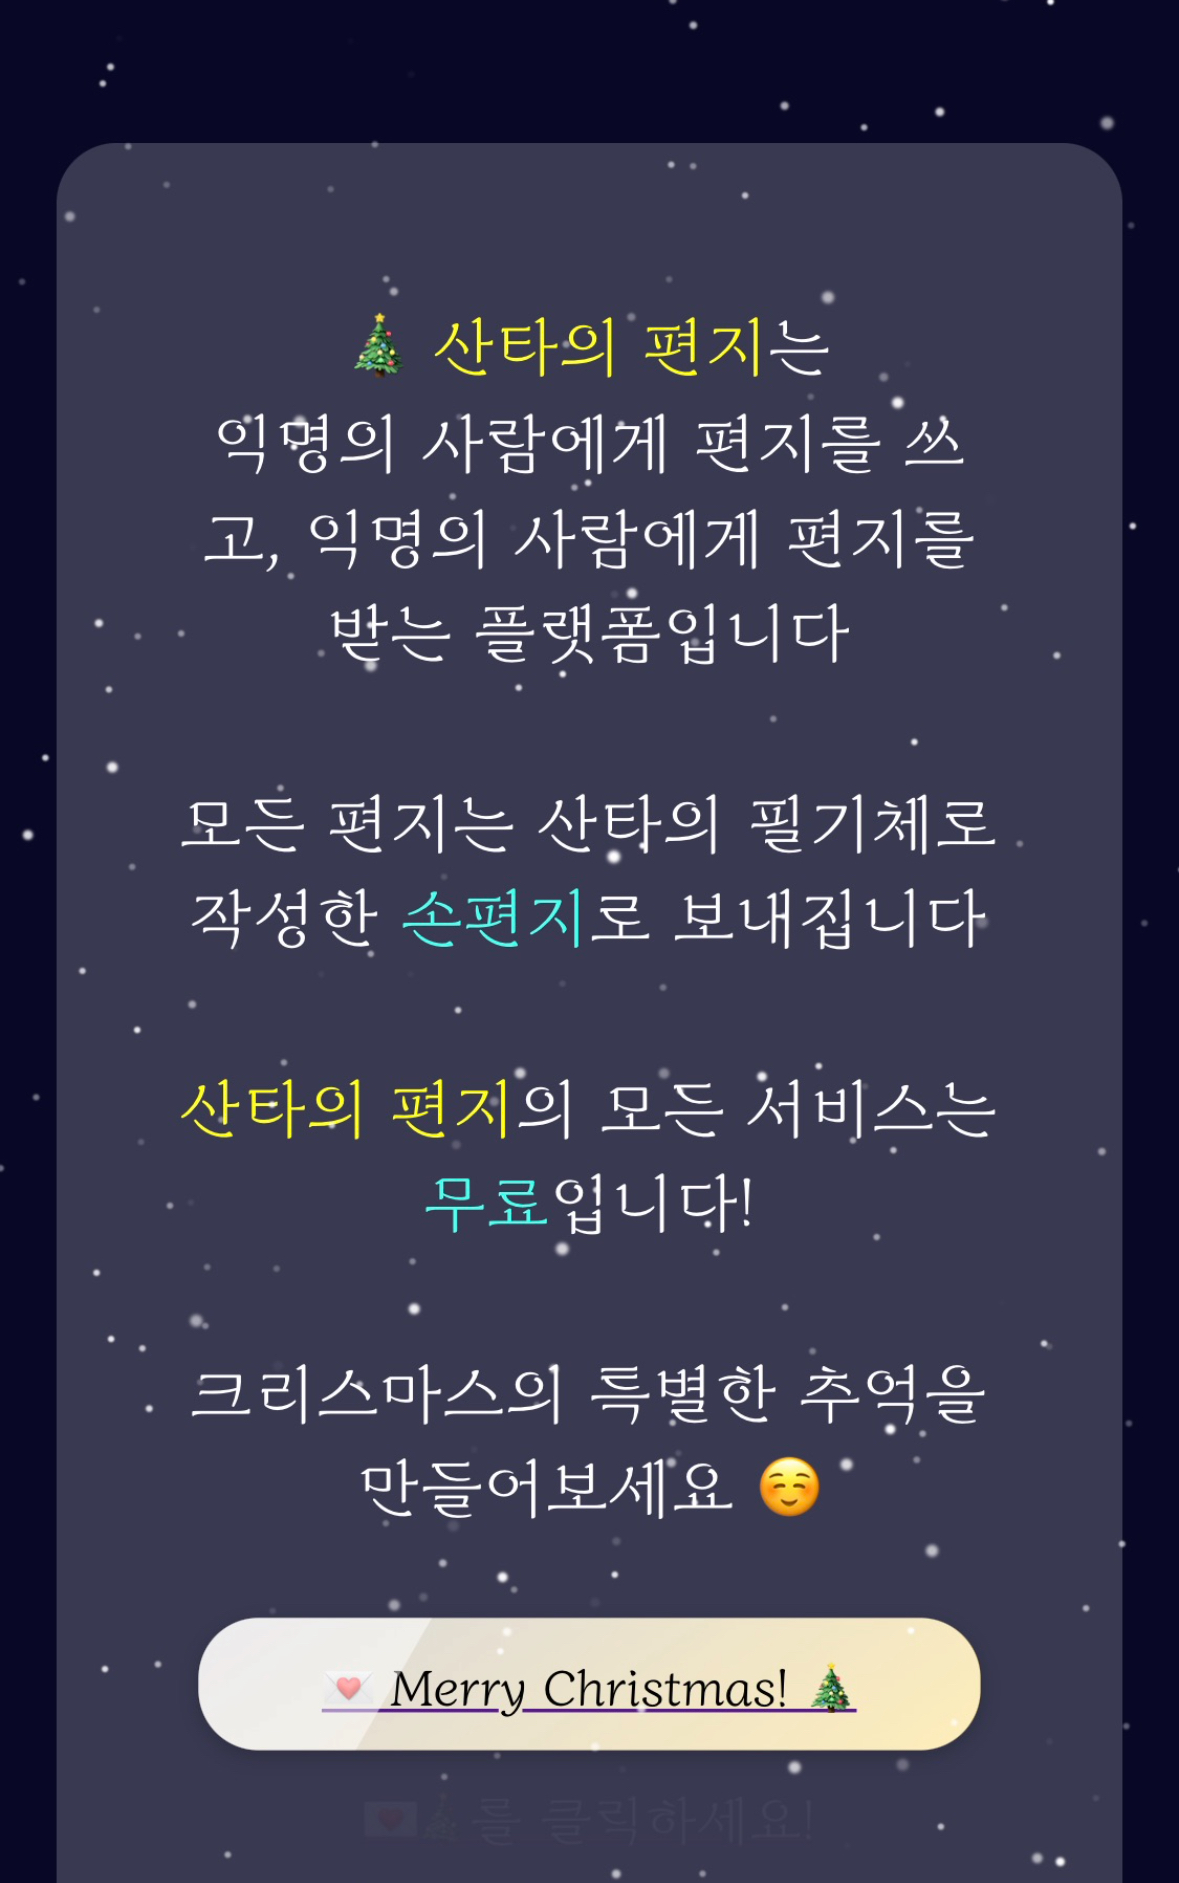 🎄 산타의 편지는
익명의 사람에게 편지를 쓰
고, 익명의 사람에게 편지를
받는 플랫폼입니다
모든 편지는 산타의 필기체로
작성한 손편지로 보내집니다
산타의 편지의 모든 서비스는
무료입니다!
크리스마스의 특별한 추억을
만들어보세요 ☺️
💌 Merry Christmas! 🎄
💌🎄를 클릭하세요!